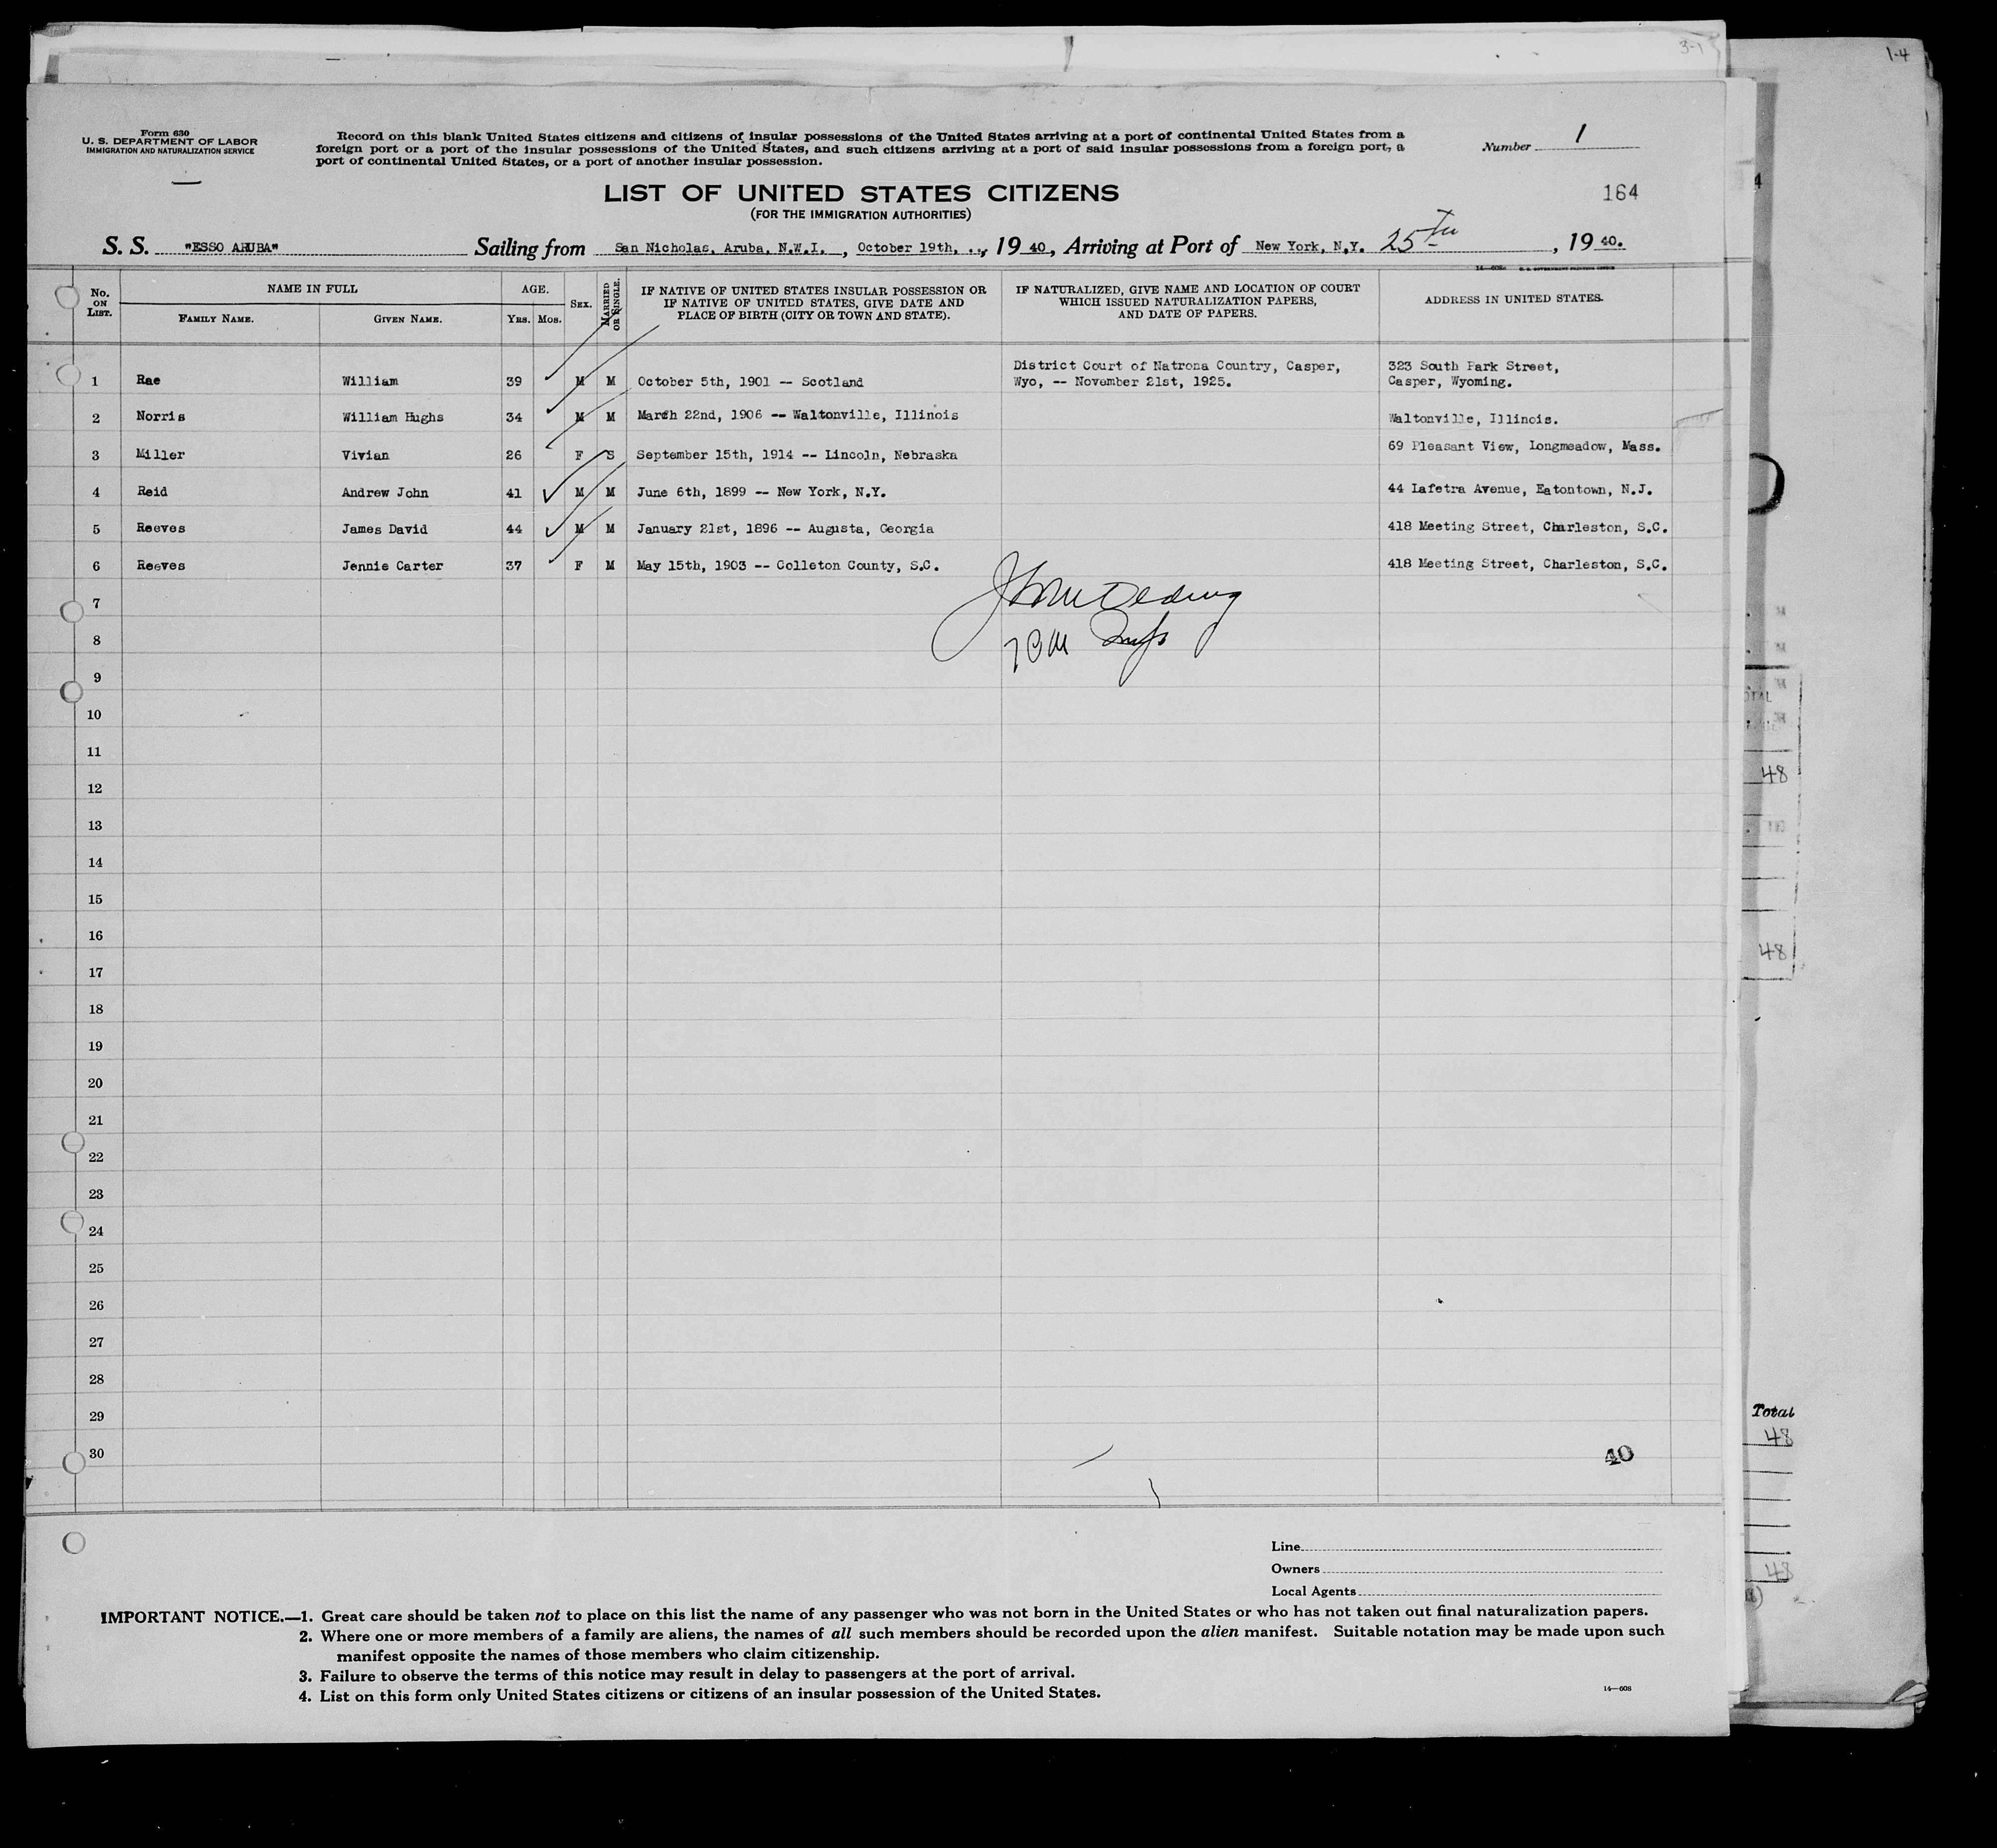 3-1
1-4
Form 630
U. S. DEPARTMENT OF LABOR
IMMIGRATION AND NATURALIZATION SERVICE
Record on this blank United States citizens and citizens of insular possessions of the United States arriving at a port of continental United States from a
foreign port or a port of the insular possessions of the United States, and such citizens arriving at a port of said insular possessions from a foreign port, a
port of continental United States, or a port of another insular possession.
Number 1
LIST OF UNITED STATES CITIZENS
(FOR THE IMMIGRATION AUTHORITIES)
164
S. S. "ESSO ARUBA" Sailing from San Nicholas, Aruba, N.W.I. , October 19th, .., 19 40, Arriving at Port of New York, N.Y. 25th , 19 40.
No. ON LIST. NAME IN FULL AGE. SEX. MARRIED OR SINGLE. IF NATIVE OF UNITED STATES INSULAR POSSESSION OR IF NATIVE OF UNITED STATES, GIVE DATE AND PLACE OF BIRTH (CITY OR TOWN AND STATE). IF NATURALIZED, GIVE NAME AND LOCATION OF COURT WHICH ISSUED NATURALIZATION PAPERS, AND DATE OF PAPERS. ADDRESS IN UNITED STATES.
FAMILY NAME. GIVEN NAME. YRS. MOS.
District Court of Natrona Country, Casper, 323 South Park Street,
1 Rae William 39 M M October 5th, 1901 -- Scotland Wyo, -- November 21st, 1925. Casper, Wyoming.
2 Norris William Hughs 34 M M March 22nd, 1906 -- Waltonville, Illinois Waltonville, Illinois.
3 Miller Vivian 26 F S September 15th, 1914 -- Lincoln, Nebraska 69 Pleasant View, Longmeadow, Mass.
4 Reid Andrew John 41 M M June 6th, 1899 -- New York, N.Y. 44 Lafetra Avenue, Eatontown, N.J.
5 Reeves James David 44 M M January 21st, 1896 -- Augusta, Georgia 418 Meeting Street, Charleston, S.C.
6 Reeves Jennie Carter 37 F M May 15th, 1903 -- Colleton County, S.C. 418 Meeting Street, Charleston, S.C.
7
8
9
10
11
12
13
14
15
16
17
18
19
20
21
22
23
24
25
26
27
28
29
30
40
48
48
Total
48
48
Line
Owners
Local Agents
IMPORTANT NOTICE.—1. Great care should be taken not to place on this list the name of any passenger who was not born in the United States or who has not taken out final naturalization papers.
2. Where one or more members of a family are aliens, the names of all such members should be recorded upon the alien manifest. Suitable notation may be made upon such
manifest opposite the names of those members who claim citizenship.
3. Failure to observe the terms of this notice may result in delay to passengers at the port of arrival.
4. List on this form only United States citizens or citizens of an insular possession of the United States.
14—608